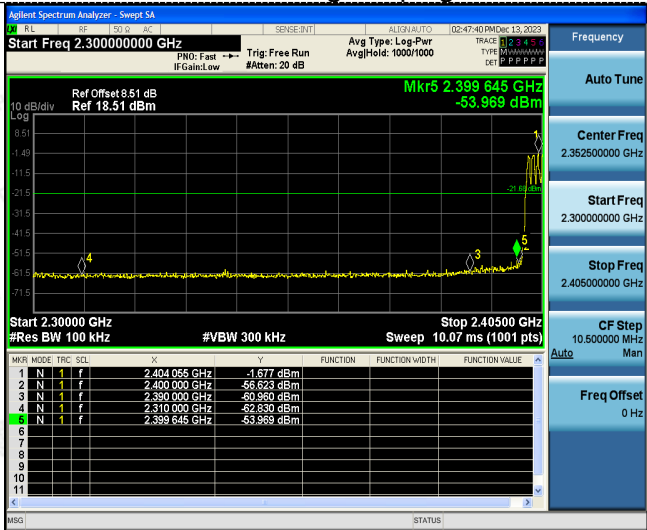 Agilent Spectrum Analyzer - Swept SA
RL RF 50 Ω AC SENSE:INT ALIGNAUTO 02:47:40 PM Dec 13, 2023
Start Freq 2.300000000 GHz
PNO: Fast
IFGain:Low
Trig: Free Run
#Atten: 20 dB
Avg Type: Log-Pwr
Avg|Hold: 1000/1000
TRACE 1 2 3 4 5 6
TYPE M
DET P P P P P P
Ref Offset 8.51 dB
Ref 18.51 dBm
10 dB/div
Log
Mkr5 2.399 645 GHz
-53.969 dBm
8.51
-1.49
-11.5
-21.5
-31.5
-41.5
-51.5
-61.5
-71.5
1
-21.68 dBm
5
3
4
Start 2.30000 GHz Stop 2.40500 GHz
#Res BW 100 kHz #VBW 300 kHz Sweep 10.07 ms (1001 pts)
MKR MODE TRC SCL X Y FUNCTION FUNCTION WIDTH FUNCTION VALUE
1 N 1 f 2.404 055 GHz -1.677 dBm
2 N 1 f 2.400 000 GHz -56.623 dBm
3 N 1 f 2.390 000 GHz -60.960 dBm
4 N 1 f 2.310 000 GHz -62.830 dBm
5 N 1 f 2.399 645 GHz -53.969 dBm
6
7
8
9
10
11
MSG STATUS
Frequency
Auto Tune
Center Freq
2.352500000 GHz
Start Freq
2.300000000 GHz
Stop Freq
2.405000000 GHz
CF Step
10.500000 MHz
Auto Man
Freq Offset
0 Hz